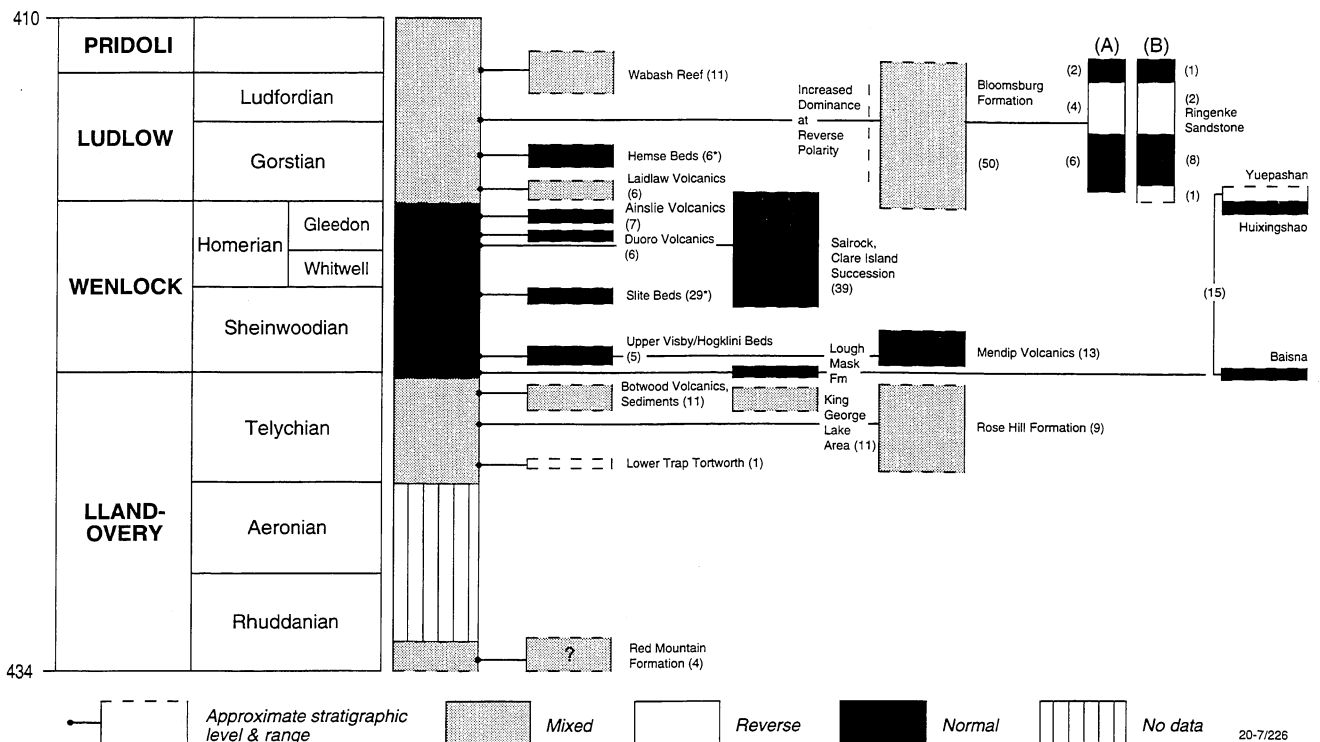 410
PRIDOLI
LUDLOW
Ludfordian
Gorstian
WENLOCK
Homerian
Gleedon
Whitwell
Sheinwoodian
LLAND-
OVERY
Telychian
Aeronian
Rhuddanian
434
Wabash Reef (11)
Hemse Beds (6*)
Laidlaw Volcanics
(6)
Ainslie Volcanics
(7)
Duoro Volcanics
(6)
Slite Beds (29*)
Upper Visby/Hogklini Beds
(5)
Botwood Volcanics,
Sediments (11)
Lower Trap Tortworth (1)
?
Red Mountain
Formation (4)
Increased
Dominance
at
Reverse
Polarity
Salrock,
Clare Island
Succession
(39)
Lough
Mask
Fm
King
George
Lake
Area (11)
Bloomsburg
Formation
(50)
Mendip Volcanics (13)
Rose Hill Formation (9)
(A)
(B)
(2)
(4)
(6)
(1)
(2)
Ringenke
Sandstone
(8)
(1)
Yuepashan
Huixingshao
(15)
Baisna
Approximate stratigraphic
level & range
Mixed
Reverse
Normal
No data
20-7/226